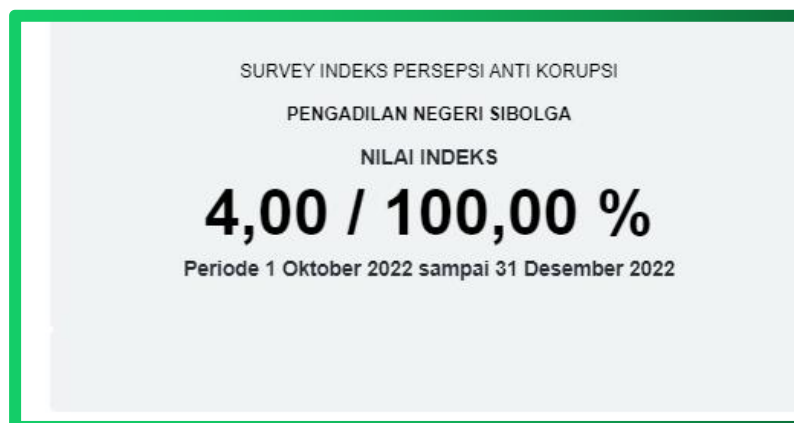 SURVEY INDEKS PERSEPSI ANTI KORUPSI
PENGADILAN NEGERI SIBOLGA
NILAI INDEKS
4,00 / 100,00 %
Periode 1 Oktober 2022 sampai 31 Desember 2022